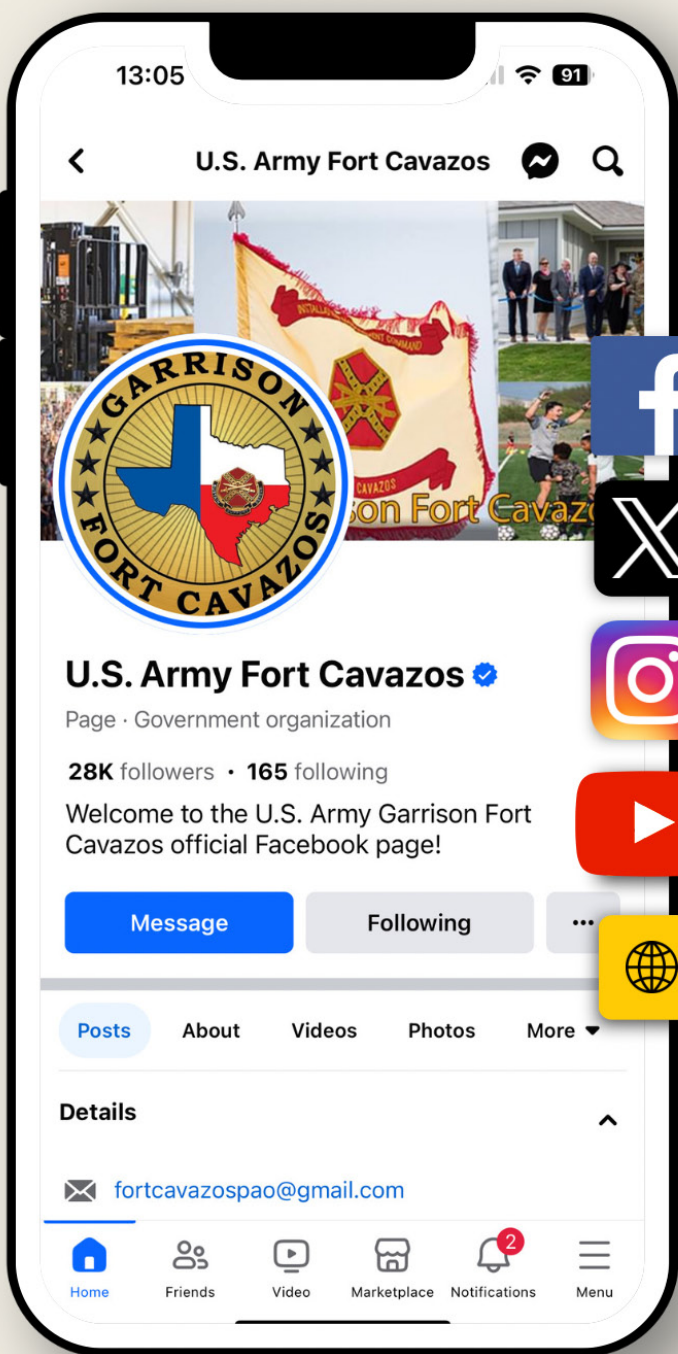 13:05
91
U.S. Army Fort Cavazos
INSTALLATION MANAGEMENT COMMAND
CAVAZOS
son Fort Cavazo
GARRISON
FORT CAVAZOS
U.S. Army Fort Cavazos
Page · Government organization
28K followers • 165 following
Welcome to the U.S. Army Garrison Fort
Cavazos official Facebook page!
Message
Following
Posts
About
Videos
Photos
More
Details
fortcavazospao@gmail.com
2
Home
Friends
Video
Marketplace
Notifications
Menu